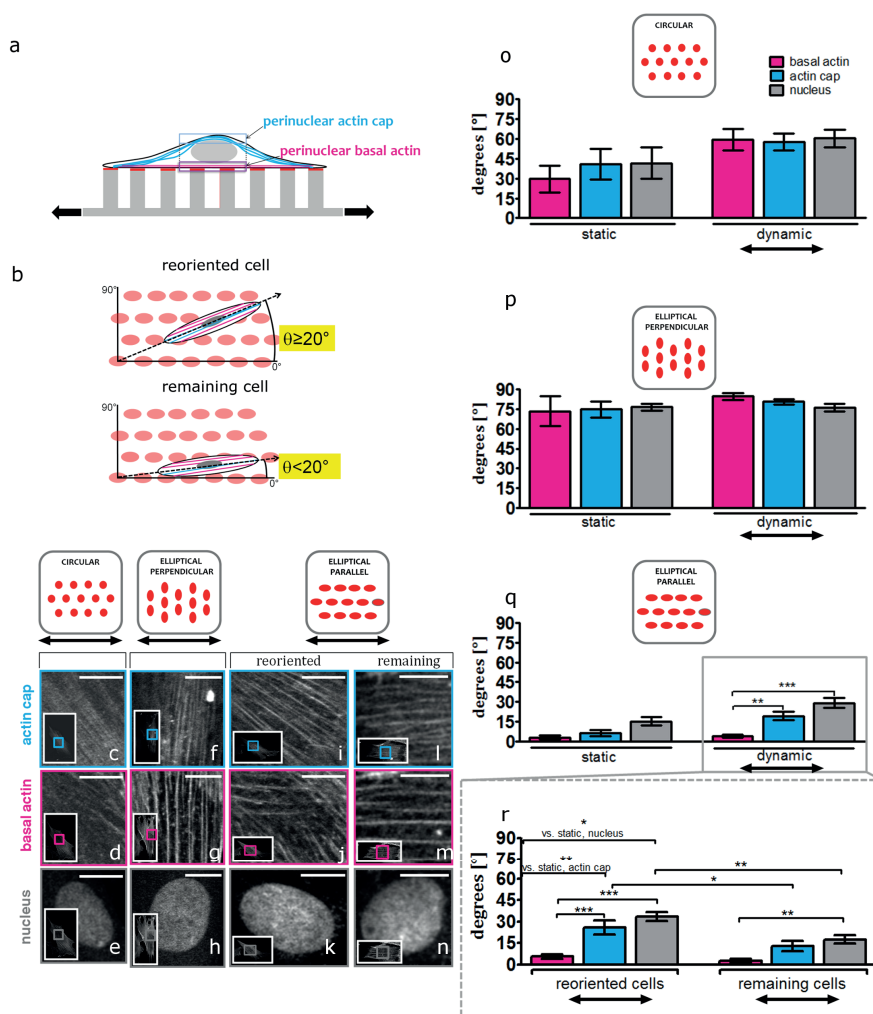 a
perinuclear actin cap
perinuclear basal actin
b
reoriented cell
90°
θ≥20°
0°
remaining cell
90°
θ<20°
0°
CIRCULAR
ELLIPTICAL
PERPENDICULAR
ELLIPTICAL
PARALLEL
reoriented
remaining
actin cap
c
f
i
l
basal actin
d
g
j
m
nucleus
e
h
k
n
o
CIRCULAR
basal actin
actin cap
nucleus
degrees [°]
90
75
60
45
30
15
0
static
dynamic
p
ELLIPTICAL
PERPENDICULAR
degrees [°]
90
75
60
45
30
15
0
static
dynamic
q
ELLIPTICAL
PARALLEL
degrees [°]
90
75
60
45
30
15
0
***
**
static
dynamic
r
degrees [°]
90
75
60
45
30
15
0
*
vs. static, nucleus
**
vs. static, actin cap
**
*
***
***
**
reoriented cells
remaining cells